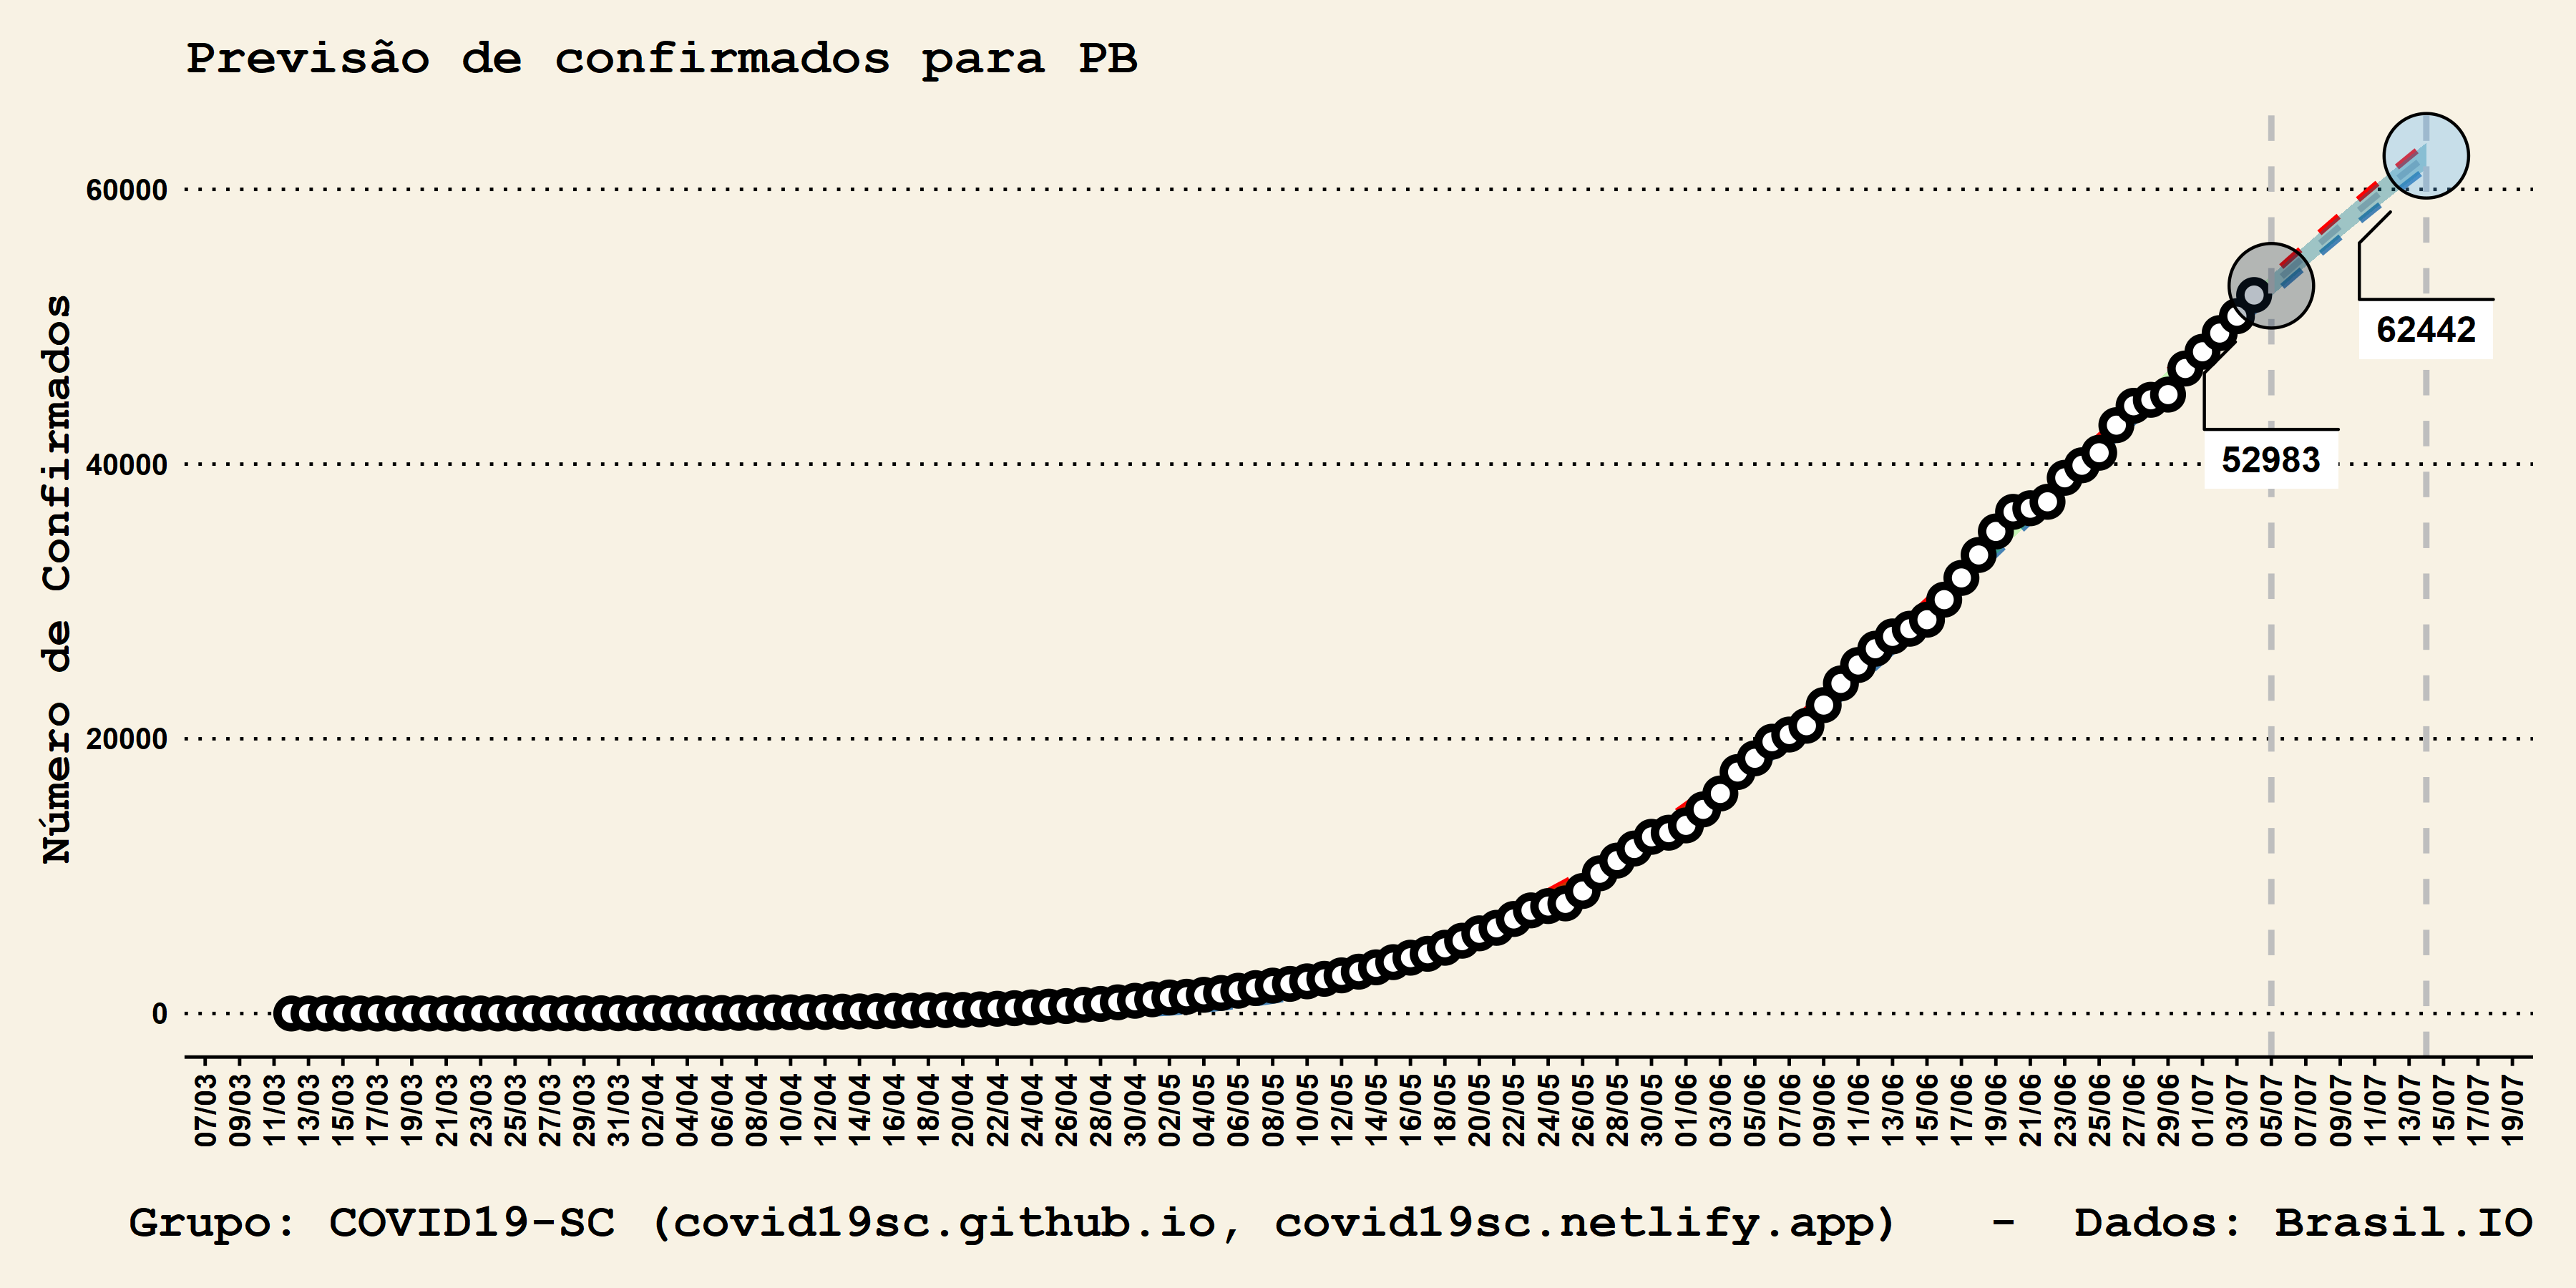 Previsão de confirmados para PB
Número de Confirmados
60000
40000
20000
0
62442
52983
07/03 09/03 11/03 13/03 15/03 17/03 19/03 21/03 23/03 25/03 27/03 29/03 31/03 02/04 04/04 06/04 08/04 10/04 12/04 14/04 16/04 18/04 20/04 22/04 24/04 26/04 28/04 30/04 02/05 04/05 06/05 08/05 10/05 12/05 14/05 16/05 18/05 20/05 22/05 24/05 26/05 28/05 30/05 01/06 03/06 05/06 07/06 09/06 11/06 13/06 15/06 17/06 19/06 21/06 23/06 25/06 27/06 29/06 01/07 03/07 05/07 07/07 09/07 11/07 13/07 15/07 17/07 19/07
Grupo: COVID19-SC (covid19sc.github.io, covid19sc.netlify.app) - Dados: Brasil.IO